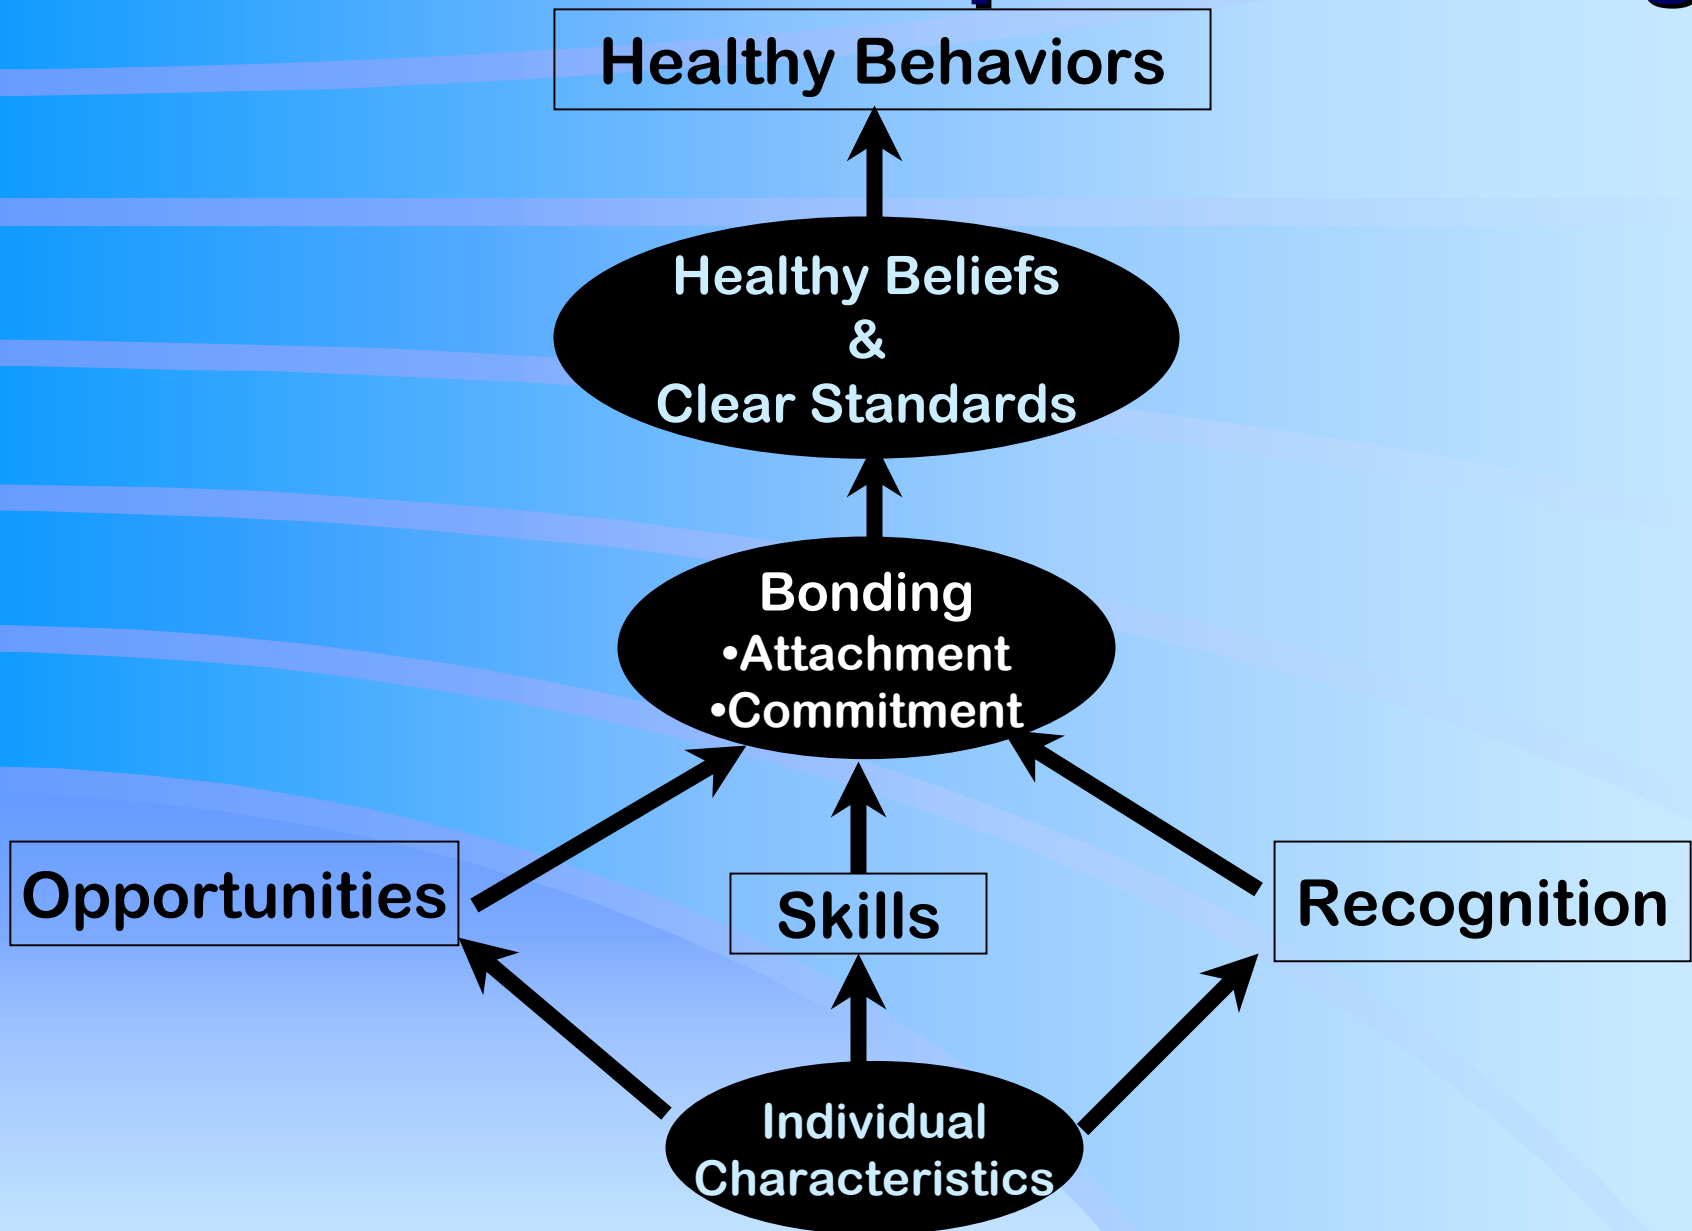 Healthy Behaviors
Healthy Beliefs
&
Clear Standards
Bonding
•Attachment
•Commitment
Opportunities
Skills
Recognition
Individual
Characteristics